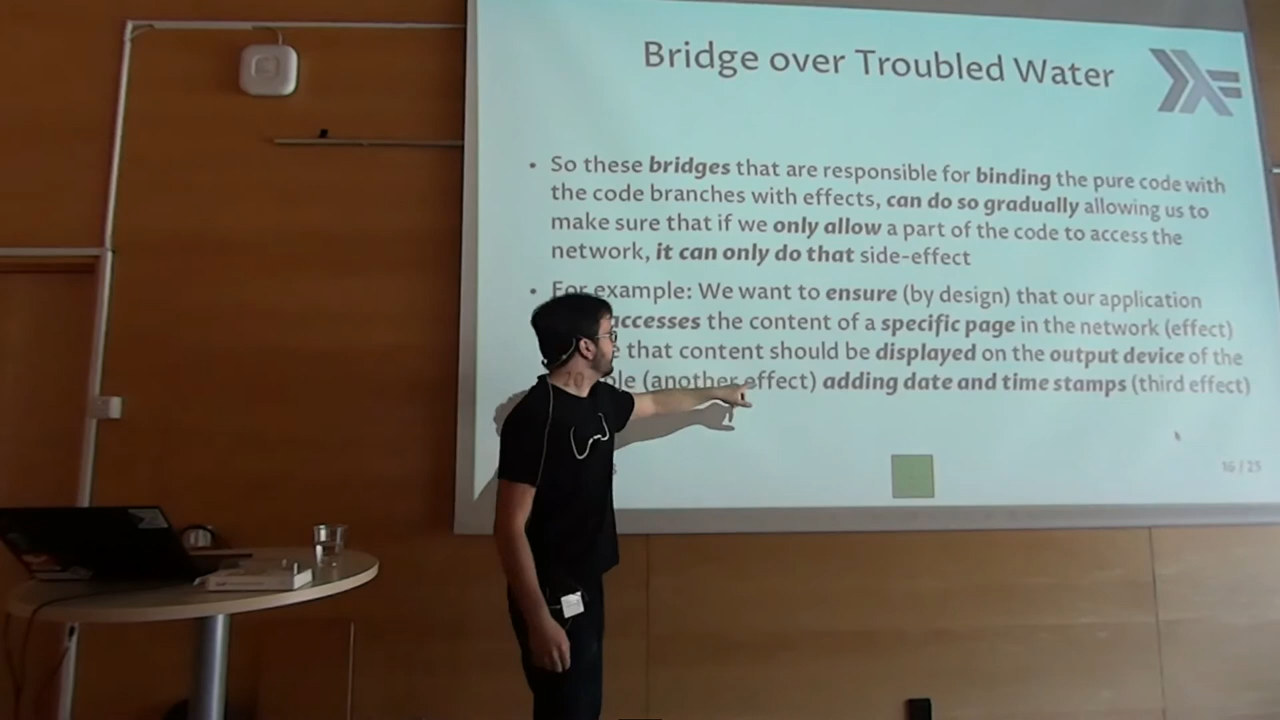 Bridge over Troubled Water
• So these bridges that are responsible for binding the pure code with
the code branches with effects, can do so gradually allowing us to
make sure that if we only allow a part of the code to access the
network, it can only do that side-effect
• For example: We want to ensure (by design) that our application
accesses the content of a specific page in the network (effect)
that content should be displayed on the output device of the
(another effect) adding date and time stamps (third effect)
16 / 25